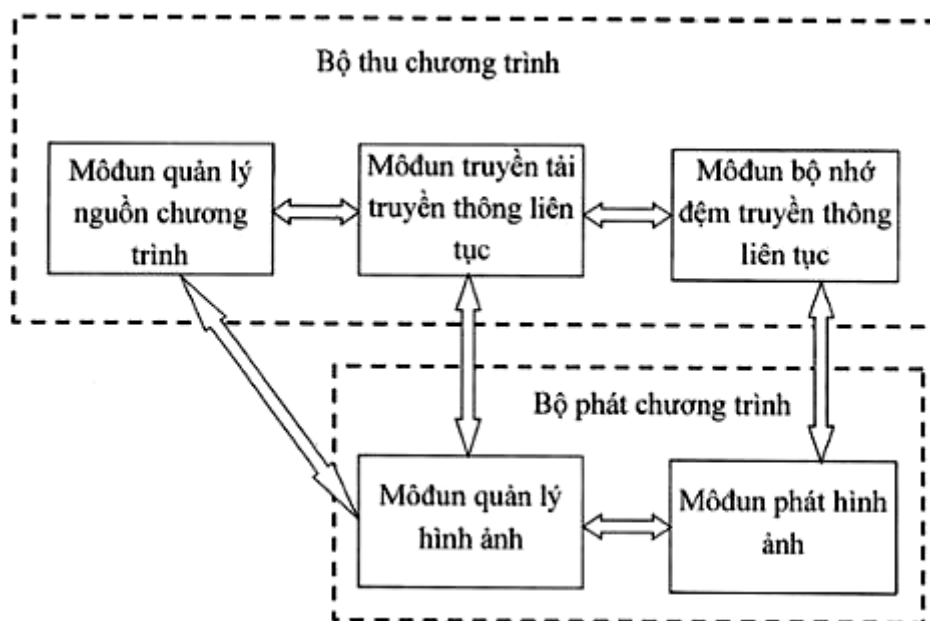 Bộ thu chương trình
Môđun quản lý
nguồn chương
trình
Môđun truyền tải
truyền thông liên
tục
Môđun bộ nhớ
đệm truyền thông
liên tục
Bộ phát chương trình
Môđun quản lý
hình ảnh
Môđun phát hình
ảnh